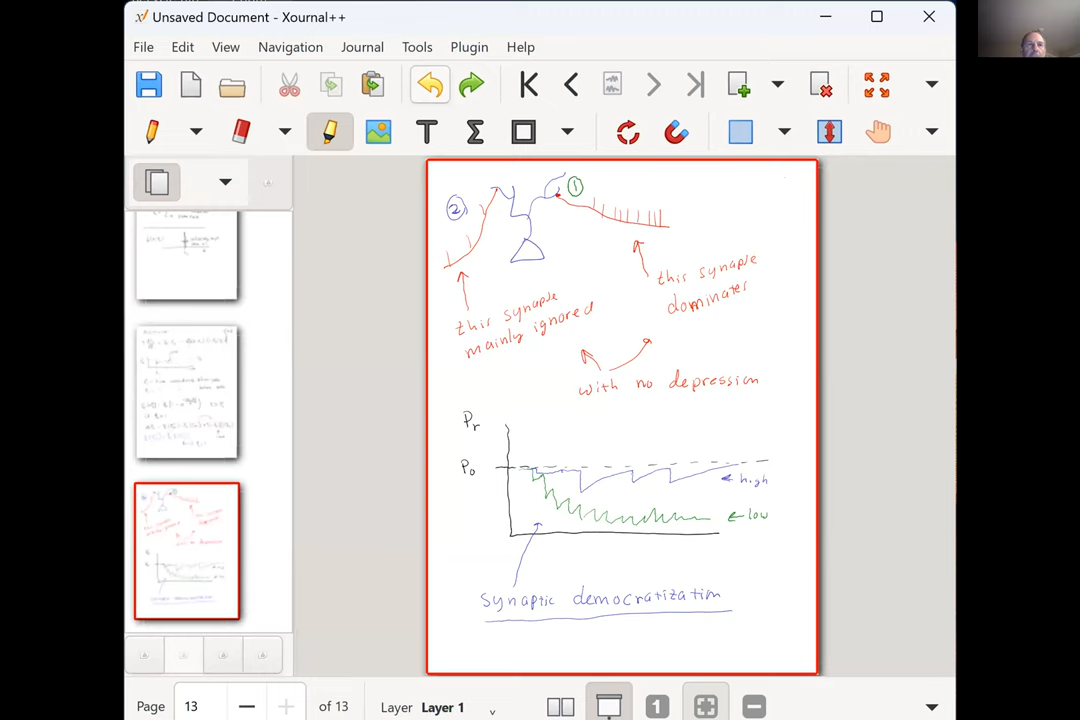 Unsaved Document - Xournal++
File Edit View Navigation Journal Tools Plugin Help
2
1
this synapse
dominates
this synapse
mainly ignored
with no depression
Pr
P0
high
low
synaptic democratization
Page 13 of 13 Layer Layer 1 1